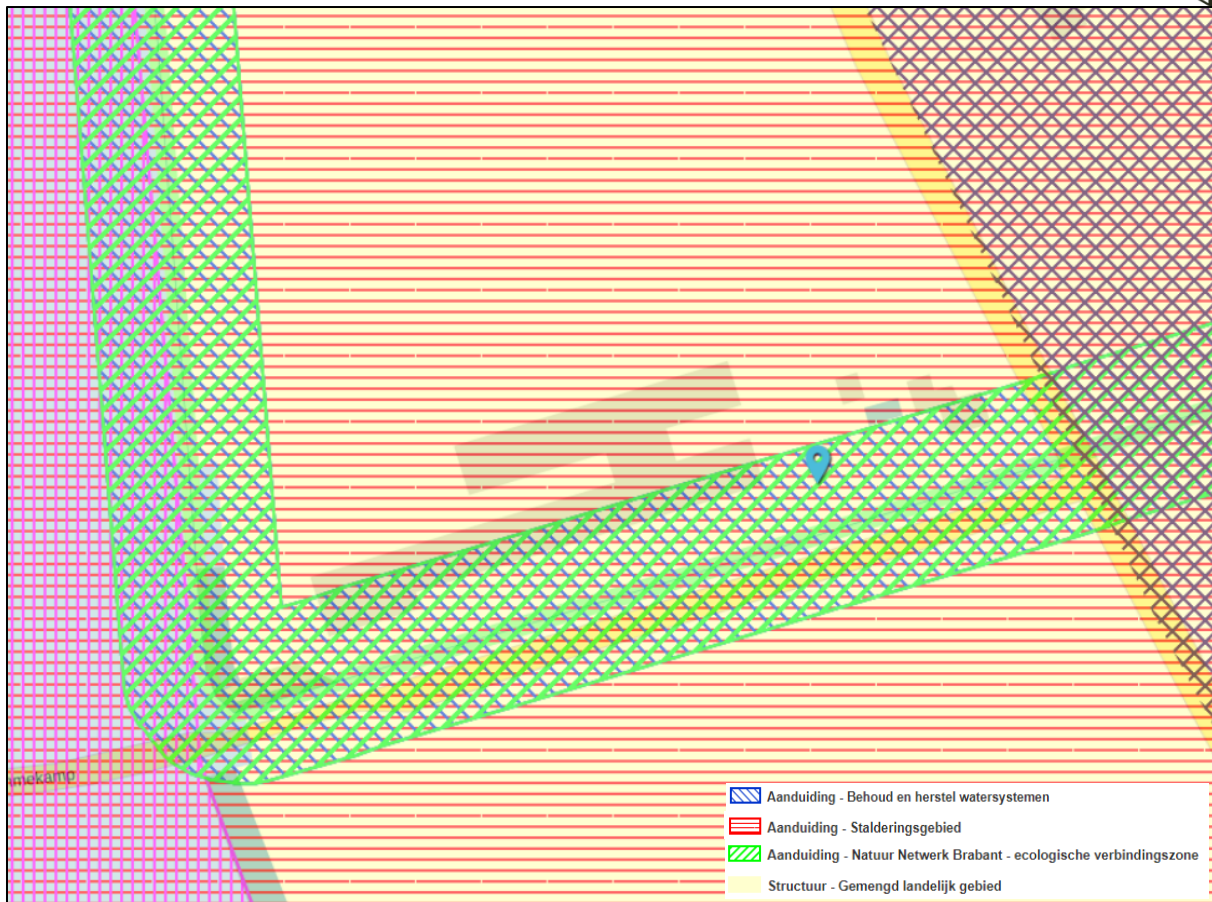 Aanduiding - Behoud en herstel watersystemen
Aanduiding - Stalderingsgebied
Aanduiding - Natuur Netwerk Brabant - ecologische verbindingszone
Structuur - Gemengd landelijk gebied